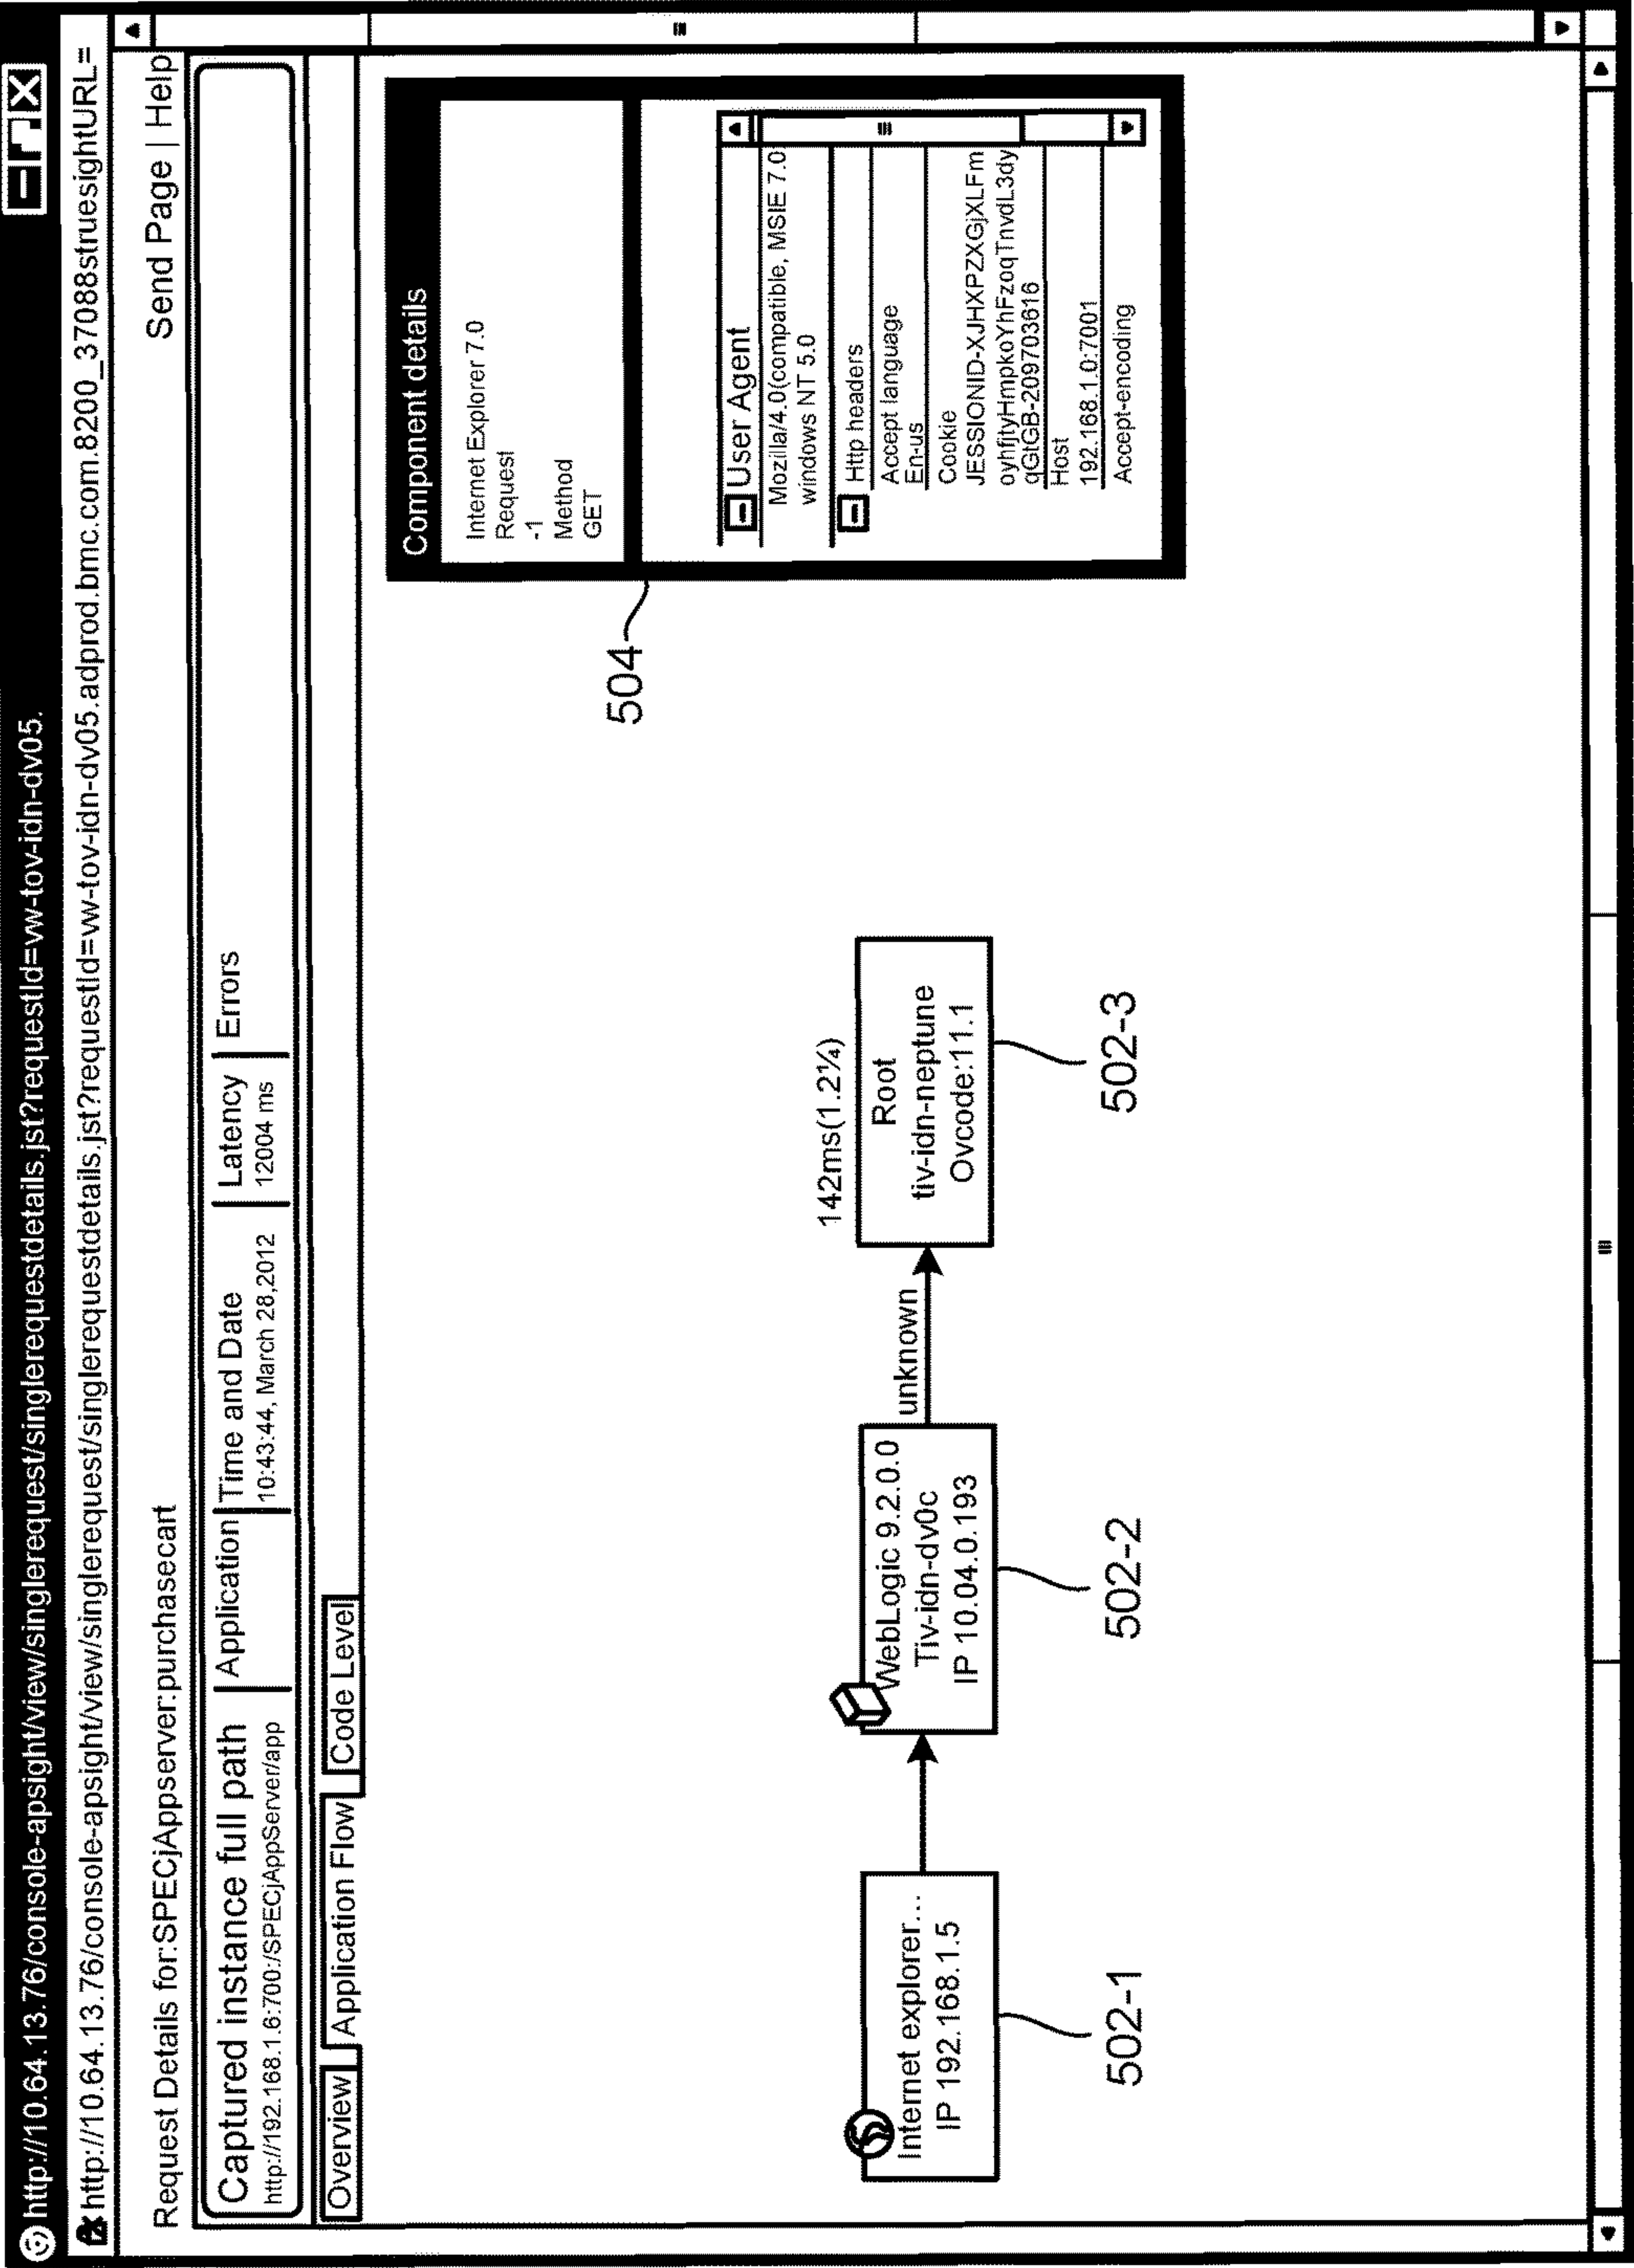 http://10.64.13.76/console-apsight/view/singlerequest/singlerequestdetails.jst?requestId=w-tov-idn-dv05.
http://10.64.13.76/console-apsight/view/singlerequest/singlerequestdetails.jst?requestId=w-tov-idn-dv05.adprod.bmc.com.8200_37088struesightURL=
Send Page | Help
Request Details for:SPECjAppserver:purchasecart
Captured instance full path | Application | Time and Date | Latency | Errors
http://192.168.1.6:700:/SPECjAppServer/app 10:43:44, March 28,2012 12004 ms
Overview Application Flow Code Level
Component details
Internet Explorer 7.0
Request
-1
Method
GET
504
User Agent
Mozilla/4.0(compatible, MSIE 7.0
windows NT 5.0
Http headers
Accept language
En-us
Cookie
JESSIONID-XJHXPZXGjXLFm
oyhfjtyHmpkoYhFzoqTnvdL3dy
qGtGB-209703616
Host
192.168.1.0:7001
Accept-encoding
Internet explorer...
IP 192.168.1.5
502-1
WebLogic 9.2.0.0
Tiv-idn-dv0c
IP 10.04.0.193
502-2
unknown
142ms(1.2¼)
Root
tiv-idn-neptune
Ovcode:11.1
502-3